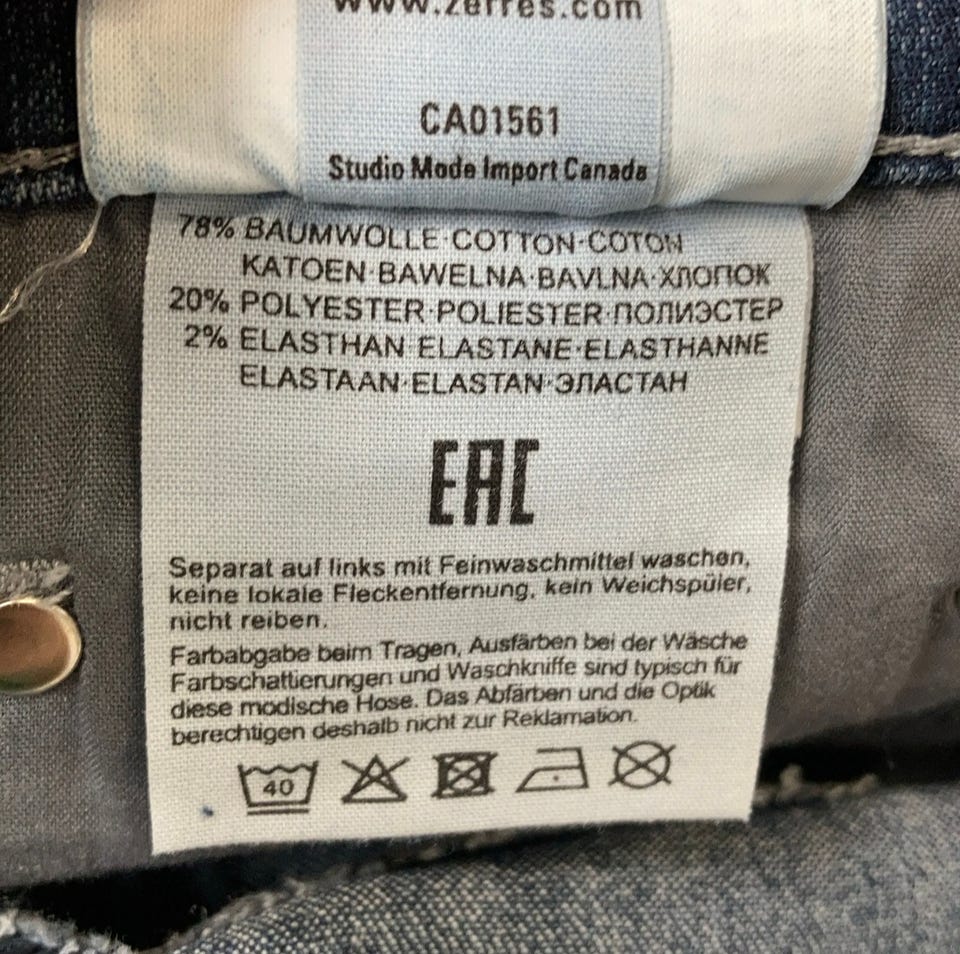 www.zerres.com
CA01561
Studio Mode Import Canada
78% BAUMWOLLE·COTTON·COTON
KATOEN·BAWELNA·BAVLNA·ХЛОПОК
20% POLYESTER·POLIESTER·ПОЛИЭСТЕР
2% ELASTHAN ELASTANE·ELASTHANNE
ELASTAAN·ELASTAN·ЭЛАСТАН
EAC
Separat auf links mit Feinwaschmittel waschen,
keine lokale Fleckentfernung, kein Weichspüler,
nicht reiben.
Farbabgabe beim Tragen, Ausfärben bei der Wäsche
Farbschattierungen und Waschkniffe sind typisch für
diese modische Hose. Das Abfärben und die Optik
berechtigen deshalb nicht zur Reklamation.
40